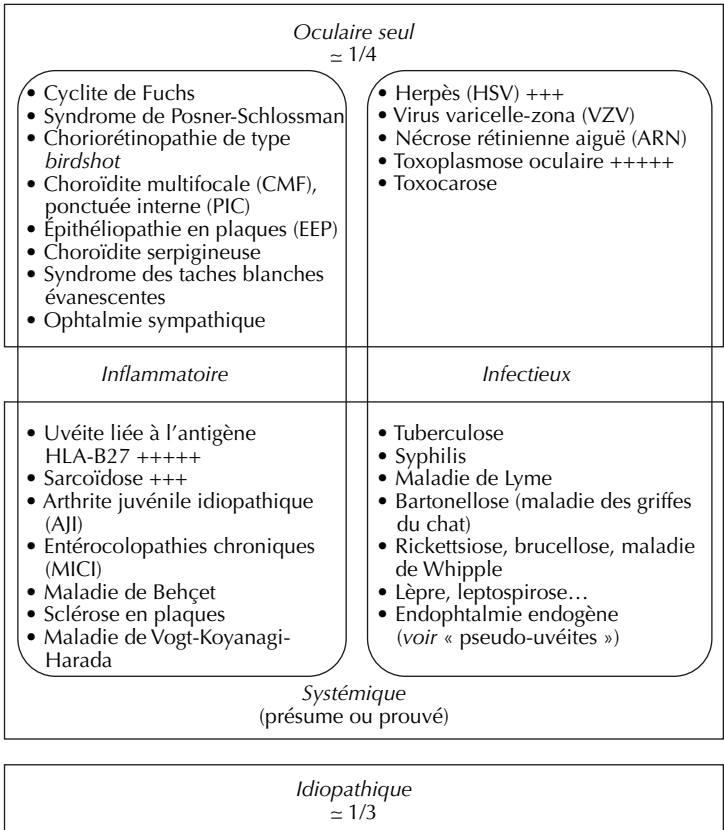 Oculaire seul
≃ 1/4
• Cyclite de Fuchs
• Syndrome de Posner-Schlossman
• Choriorétinopathie de type
birdshot
• Choroïdite multifocale (CMF),
ponctuée interne (PIC)
• Épithéliopathie en plaques (EEP)
• Choroïdite serpigineuse
• Syndrome des taches blanches
évanescentes
• Ophtalmie sympathique
• Herpès (HSV) +++
• Virus varicelle-zona (VZV)
• Nécrose rétinienne aiguë (ARN)
• Toxoplasmose oculaire +++++
• Toxocarose
Inflammatoire
Infectieux
• Uvéite liée à l’antigène
HLA-B27 +++++
• Sarcoïdose +++
• Arthrite juvénile idiopathique
(AJI)
• Entérocolopathies chroniques
(MICI)
• Maladie de Behçet
• Sclérose en plaques
• Maladie de Vogt-Koyanagi-
Harada
• Tuberculose
• Syphilis
• Maladie de Lyme
• Bartonellose (maladie des griffes
du chat)
• Rickettsiose, brucellose, maladie
de Whipple
• Lèpre, leptospirose…
• Endophtalmie endogène
(voir « pseudo-uvéites »)
Systémique
(présume ou prouvé)
Idiopathique
≃ 1/3